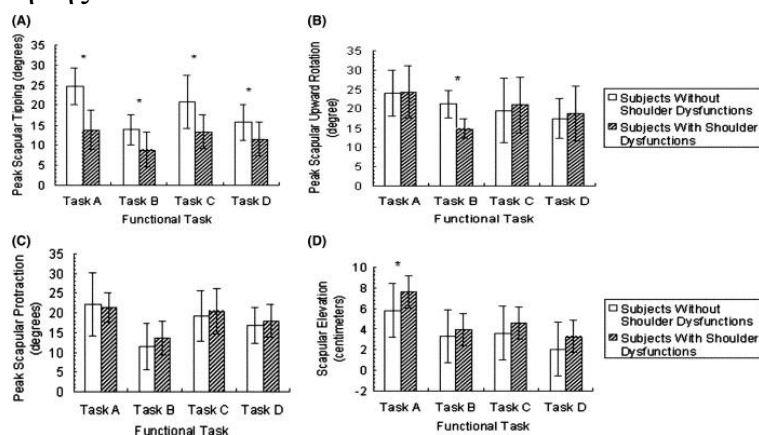 (A)
Peak Scapular Tipping (degrees)
35
30
25
20
15
10
5
0
*
*
*
*
Task A Task B Task C Task D
Functional Task
(B)
Peak Scapular Upward Rotation
(degree)
35
30
25
20
15
10
5
0
*
Task A Task B Task C Task D
Functional Task
Subjects Without
Shoulder Dysfunctions
Subjects With Shoulder
Dysfunctions
(C)
Peak Scapular Protraction
(degrees)
35
30
25
20
15
10
5
0
Task A Task B Task C Task D
Functional Task
(D)
Scapular Elevation
(centimeters)
10
8
6
4
2
0
-2
*
Task A Task B Task C Task D
Functional Task
Subjects Without
Shoulder Dysfunctions
Subjects With Shoulder
Dysfunctions